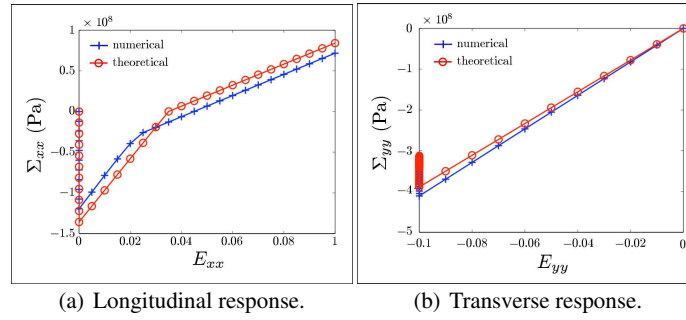 × 10⁸
1
0.5
0
−0.5
−1
−1.5
Σxx (Pa)
numerical
theoretical
0 0.02 0.04 0.06 0.08 1
Exx
(a) Longitudinal response.
× 10⁸
0
−1
−2
−3
−4
−5
Σyy (Pa)
numerical
theoretical
−0.1 −0.08 −0.06 −0.04 −0.02 0
Eyy
(b) Transverse response.